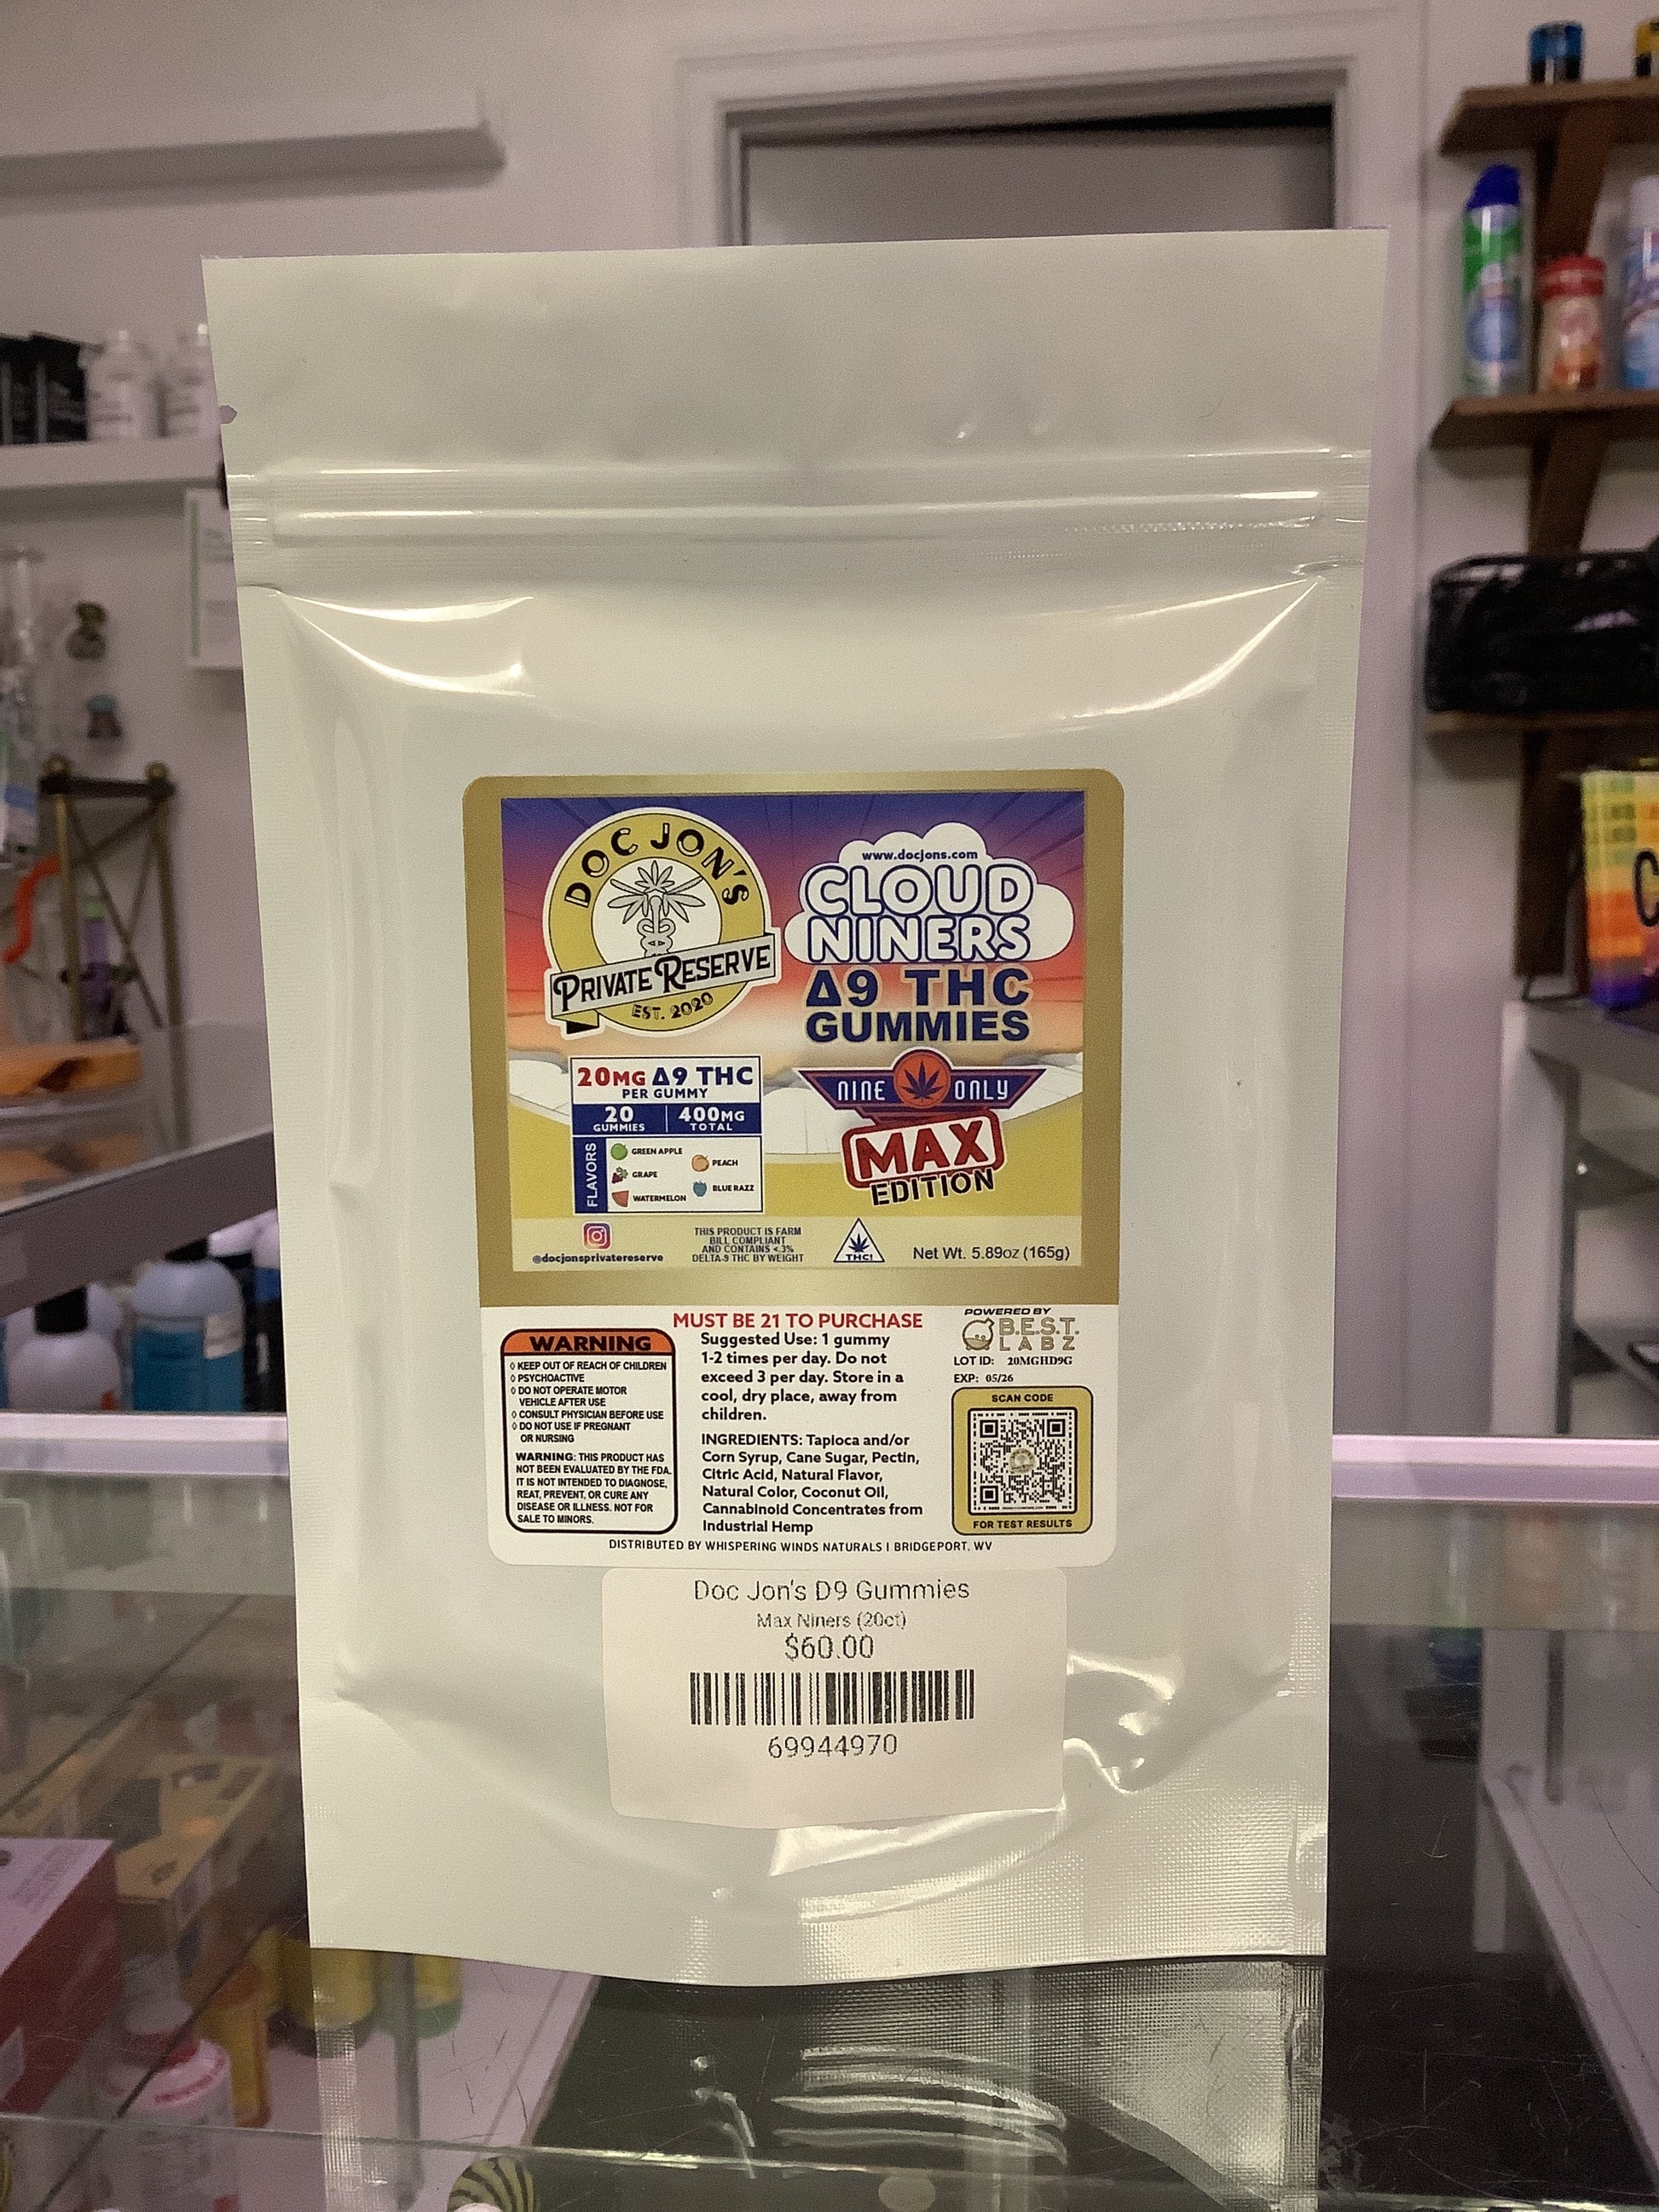 DOC JON'S
PRIVATE RESERVE
EST. 2020
www.docjons.com
CLOUD
NINERS
Δ9 THC
GUMMIES
NINE ONLY
MAX
EDITION
20MG Δ9 THC
PER GUMMY
20
GUMMIES
400MG
TOTAL
FLAVORS
GREEN APPLE
GRAPE
WATERMELON
PEACH
BLUE RAZZ
@docjonsprivatereserve
THIS PRODUCT IS FARM
BILL COMPLIANT
AND CONTAINS <.3%
DELTA-9 THC BY WEIGHT
THC!
Net Wt. 5.89oz (165g)
MUST BE 21 TO PURCHASE
WARNING
◊ KEEP OUT OF REACH OF CHILDREN
◊ PSYCHOACTIVE
◊ DO NOT OPERATE MOTOR
VEHICLE AFTER USE
◊ CONSULT PHYSICIAN BEFORE USE
◊ DO NOT USE IF PREGNANT
OR NURSING
WARNING: THIS PRODUCT HAS
NOT BEEN EVALUATED BY THE FDA.
IT IS NOT INTENDED TO DIAGNOSE,
REAT, PREVENT, OR CURE ANY
DISEASE OR ILLNESS. NOT FOR
SALE TO MINORS.
Suggested Use: 1 gummy
1-2 times per day. Do not
exceed 3 per day. Store in a
cool, dry place, away from
children.
INGREDIENTS: Tapioca and/or
Corn Syrup, Cane Sugar, Pectin,
Citric Acid, Natural Flavor,
Natural Color, Coconut Oil,
Cannabinoid Concentrates from
Industrial Hemp
POWERED BY
B.E.S.T.
LABZ
LOT ID: 20MGHD9G
EXP: 05/26
SCAN CODE
FOR TEST RESULTS
DISTRIBUTED BY WHISPERING WINDS NATURALS | BRIDGEPORT, WV
Doc Jon's D9 Gummies
Max Niners (20ct)
$60.00
69944970